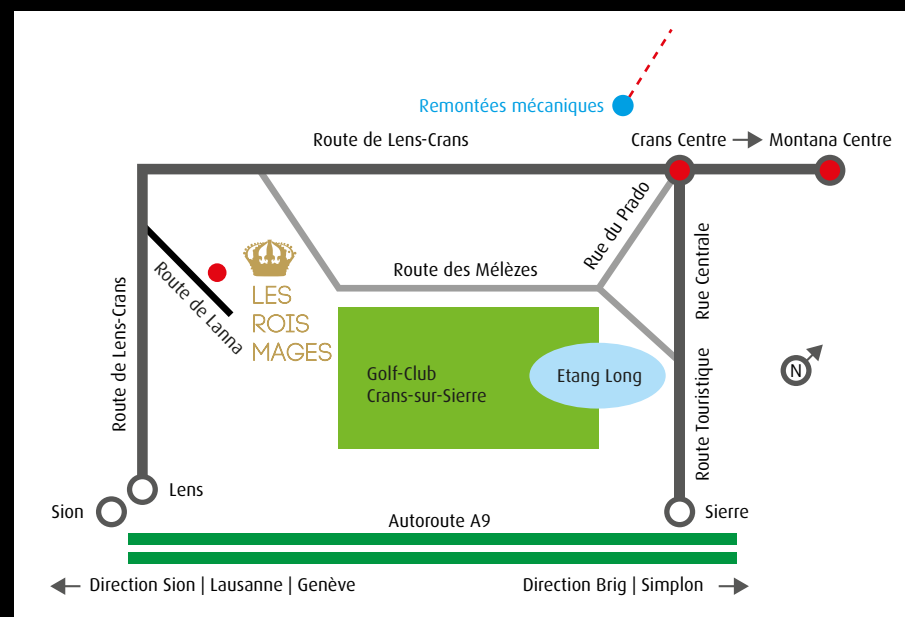 Remontées mécaniques
Route de Lens-Crans
Crans Centre
Montana Centre
Rue du Prado
Route des Mélèzes
Rue Centrale
Route de Lanna
LES
ROIS
MAGES
Route de Lens-Crans
Golf-Club
Crans-sur-Sierre
Etang Long
N
Route Touristique
Lens
Sion
Sierre
Autoroute A9
Direction Sion | Lausanne | Genève
Direction Brig | Simplon